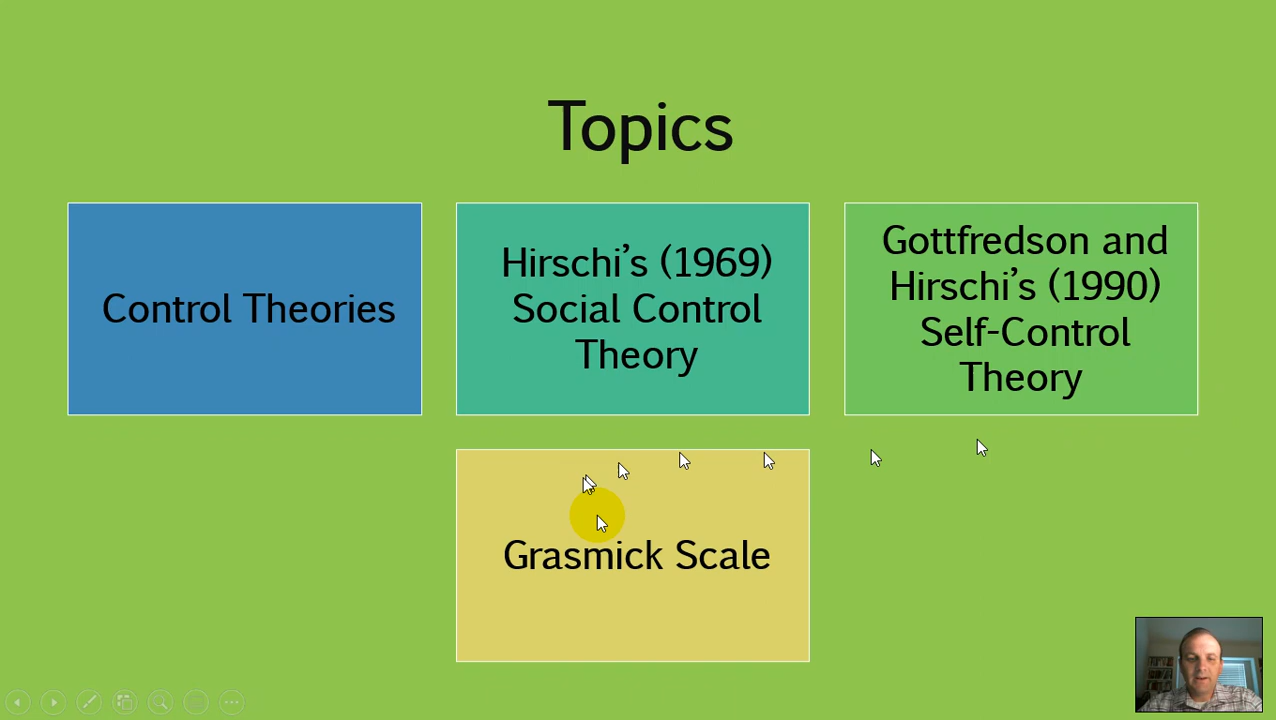 Topics
Control Theories
Hirschi’s (1969)
Social Control
Theory
Gottfredson and
Hirschi’s (1990)
Self-Control
Theory
Grasmick Scale